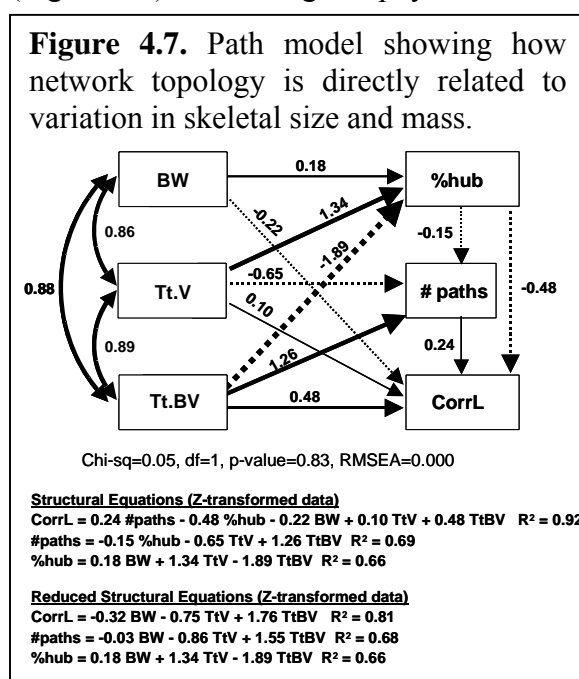 Figure 4.7. Path model showing how
network topology is directly related to
variation in skeletal size and mass.
BW
0.18
%hub
0.86
1.34
-0.22
-1.89
-0.15
0.88
Tt.V
-0.65
# paths
-0.48
0.89
0.10
1.26
0.24
Tt.BV
0.48
CorrL
Chi-sq=0.05, df=1, p-value=0.83, RMSEA=0.000
Structural Equations (Z-transformed data)
CorrL = 0.24 #paths - 0.48 %hub - 0.22 BW + 0.10 TtV + 0.48 TtBV R² = 0.92
#paths = -0.15 %hub - 0.65 TtV + 1.26 TtBV R² = 0.69
%hub = 0.18 BW + 1.34 TtV - 1.89 TtBV R² = 0.66
Reduced Structural Equations (Z-transformed data)
CorrL = -0.32 BW - 0.75 TtV + 1.76 TtBV R² = 0.81
#paths = -0.03 BW - 0.86 TtV + 1.55 TtBV R² = 0.68
%hub = 0.18 BW + 1.34 TtV - 1.89 TtBV R² = 0.66